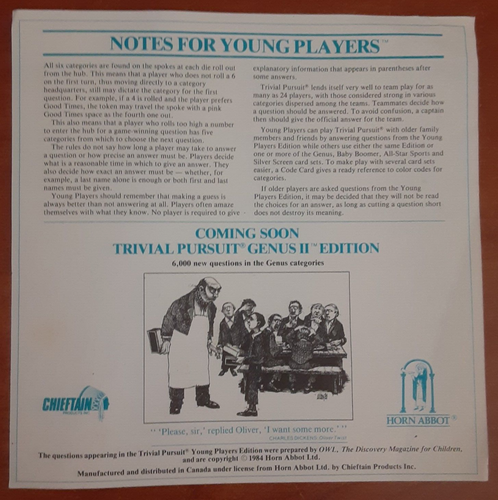 NOTES FOR YOUNG PLAYERS™
All six categories are found on the spokes at each die roll out
from the hub. This means that a player who does not roll a 6
on the first turn, thus moving directly to a category
headquarters, still may dictate the category for the first
question. For example, if a 4 is rolled and the player prefers
Good Times, the token may travel the spoke with a pink
Good Times space as the fourth one out.
This also means that a player who rolls too high a number
to enter the hub for a game-winning question has five
categories from which to choose the next question.
The rules do not say how long a player may take to answer
a question or how precise an answer must be. Players decide
what is a reasonable time in which to give an answer. They
also decide how exact an answer must be — whether, for
example, a last name alone is enough or both first and last
names must be given.
Young Players should remember that making a guess is
always better than not answering at all. Players often amaze
themselves with what they know. No player is required to give
explanatory information that appears in parentheses after
some answers.
Trivial Pursuit® lends itself very well to team play for as
many as 24 players, with those considered strong in various
categories dispersed among the teams. Teammates decide how
a question should be answered. To avoid confusion, a captain
then should give the official answer for the team.
Young Players can play Trivial Pursuit® with older family
members and friends by answering questions from the Young
Players Edition while others use either the same Edition or
one or more of the Genus, Baby Boomer, All-Star Sports and
Silver Screen card sets. To make play with several card sets
easier, a Code Card gives a ready reference to color codes for
categories.
If older players are asked questions from the Young
Players Edition, it may be decided that they will not be read
the choices for an answer, as long as cutting a question short
does not destroy its meaning.
COMING SOON
TRIVIAL PURSUIT® GENUS II™ EDITION
6,000 new questions in the Genus categories
CHIEFTAIN
PRODUCTS INC.
HORN ABBOT®
"'Please, sir,' replied Oliver, 'I want some more.'"
CHARLES DICKENS, Oliver Twist
The questions appearing in the Trivial Pursuit® Young Players Edition were prepared by OWL, The Discovery Magazine for Children,
and are copyright © 1984 Horn Abbot Ltd.
Manufactured and distributed in Canada under license from Horn Abbot Ltd. by Chieftain Products Inc.